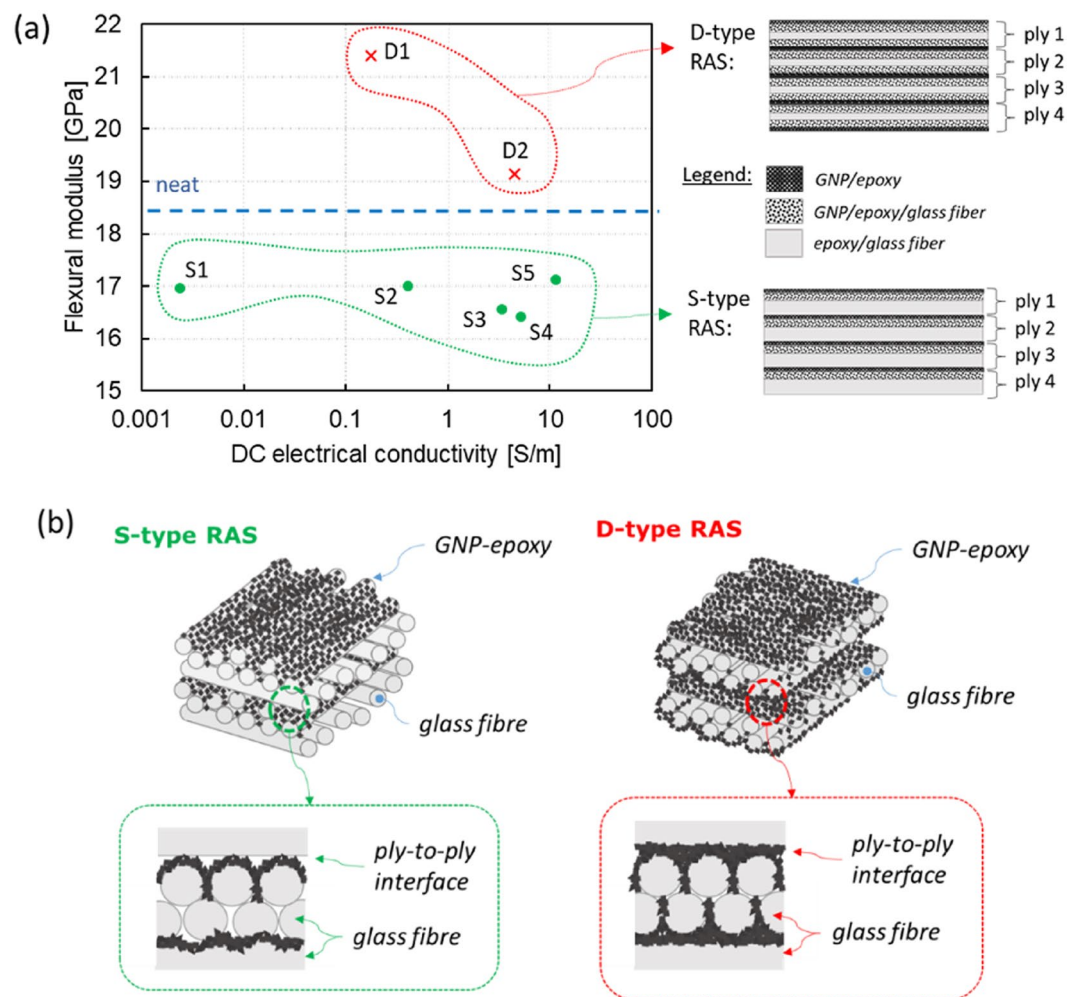 (a)
22
21
20
19
18
17
16
15
Flexural modulus [GPa]
0.001 0.01 0.1 1 10 100
DC electrical conductivity [S/m]
D1
D2
neat
S1
S2
S3
S4
S5
D-type
RAS:
ply 1
ply 2
ply 3
ply 4
Legend:
GNP/epoxy
GNP/epoxy/glass fiber
epoxy/glass fiber
S-type
RAS:
ply 1
ply 2
ply 3
ply 4
(b)
S-type RAS
GNP-epoxy
glass fibre
ply-to-ply
interface
glass fibre
D-type RAS
GNP-epoxy
glass fibre
ply-to-ply
interface
glass fibre